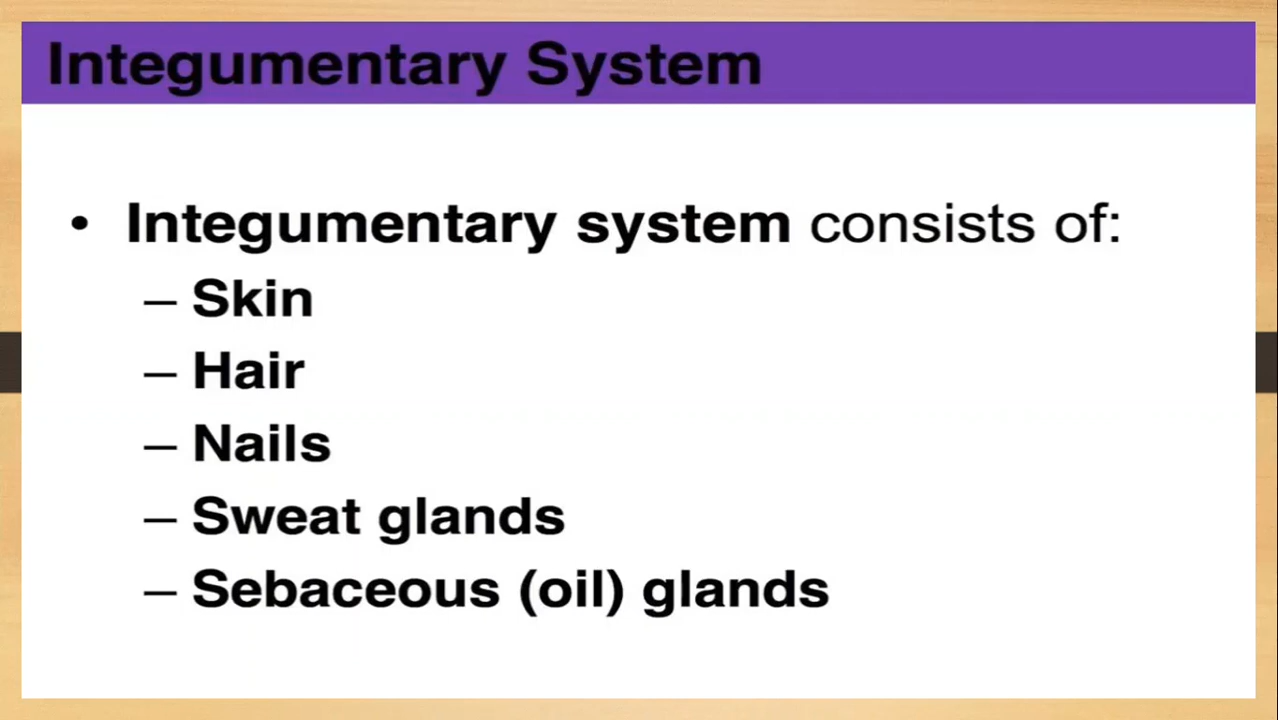 Integumentary System
• Integumentary system consists of:
– Skin
– Hair
– Nails
– Sweat glands
– Sebaceous (oil) glands